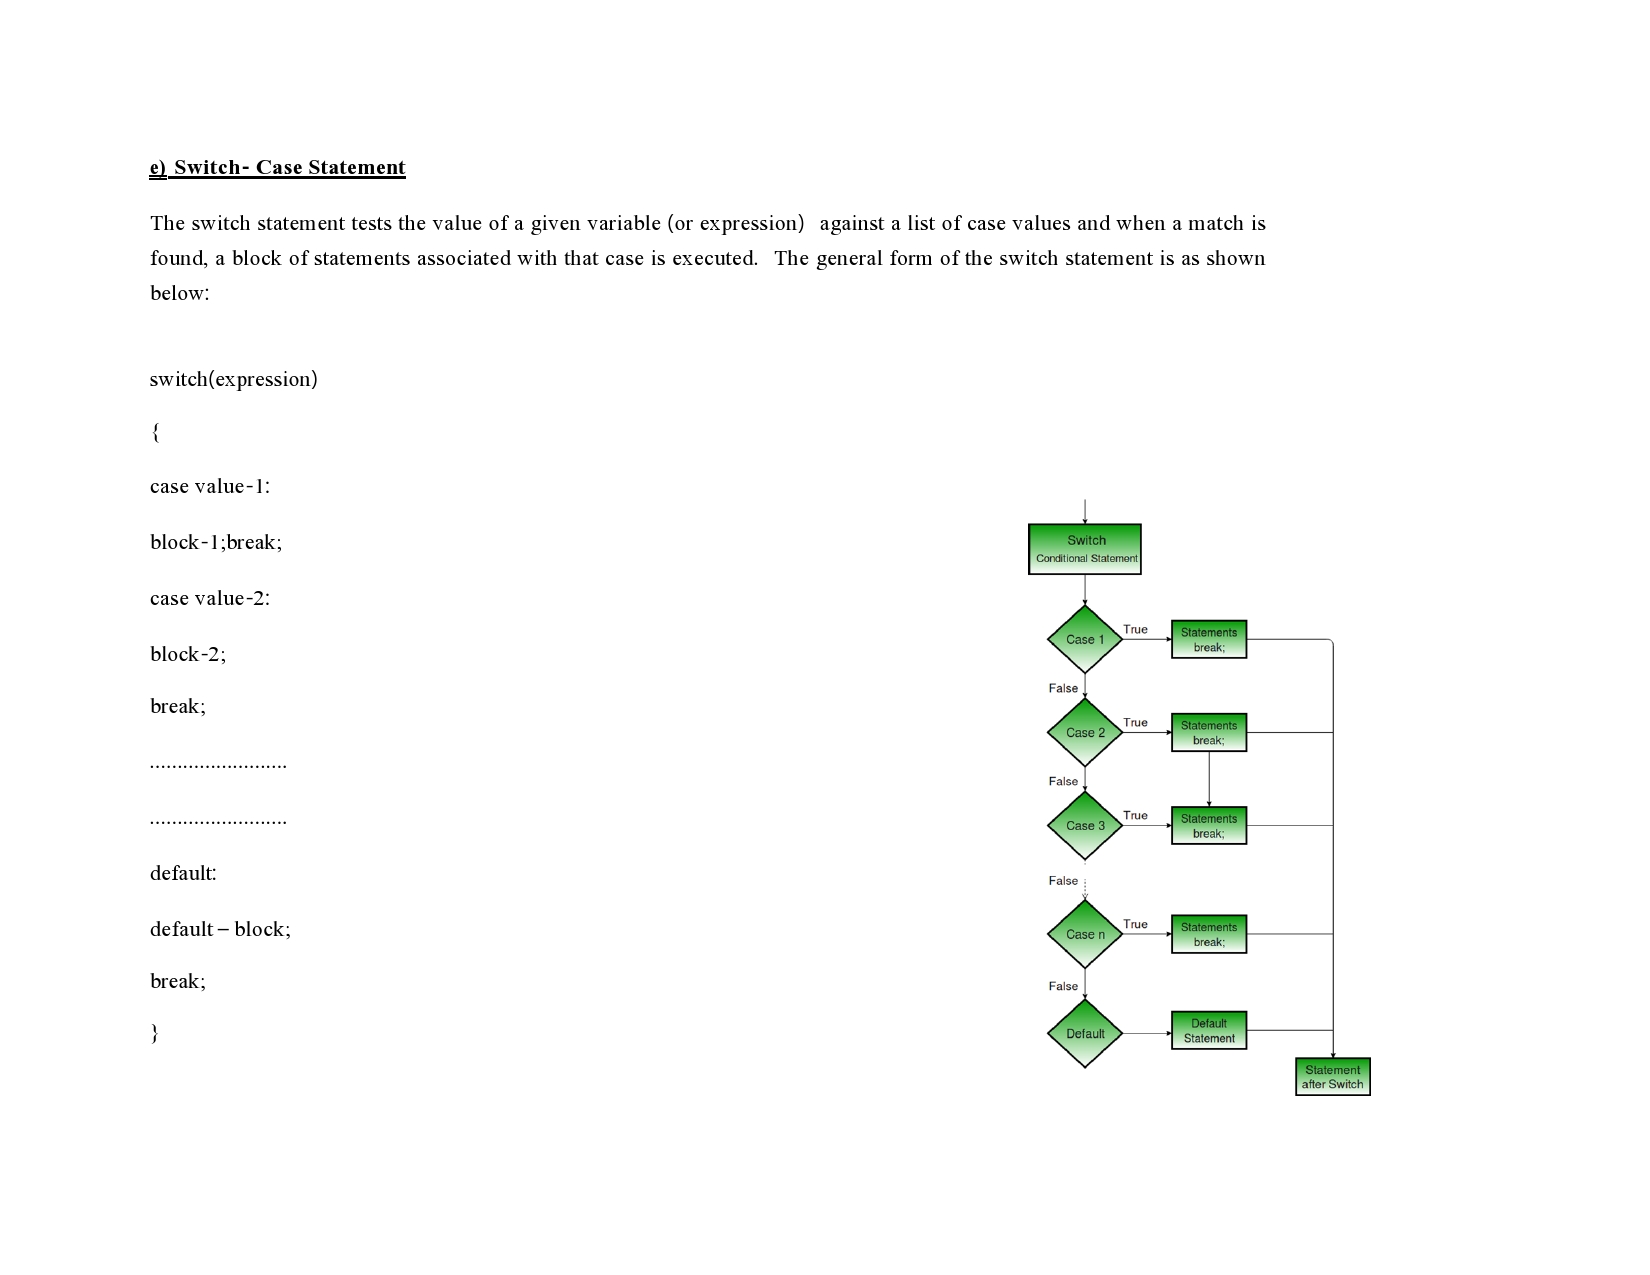 e) Switch- Case Statement
The switch statement tests the value of a given variable (or expression) against a list of case values and when a match is
found, a block of statements associated with that case is executed. The general form of the switch statement is as shown
below:
switch(expression)
{
case value-1:
block-1;break;
case value-2:
block-2;
break;
.........................
.........................
default:
default – block;
break;
}
Switch
Conditional Statement
Case 1
True
Statements
break;
False
Case 2
True
Statements
break;
False
Case 3
True
Statements
break;
False
Case n
True
Statements
break;
False
Default
Default
Statement
Statement
after Switch